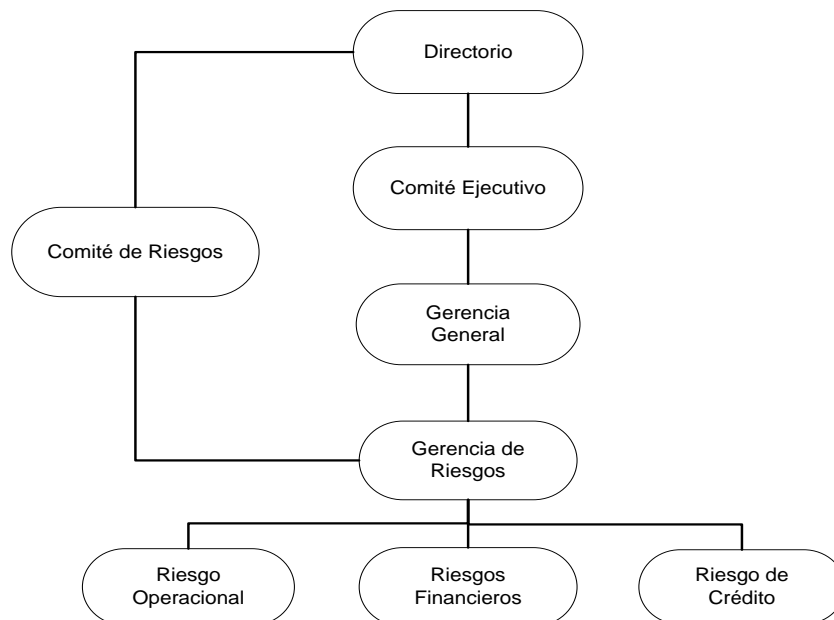 Directorio
Comité Ejecutivo
Comité de Riesgos
Gerencia
General
Gerencia de
Riesgos
Riesgo
Operacional
Riesgos
Financieros
Riesgo de
Crédito